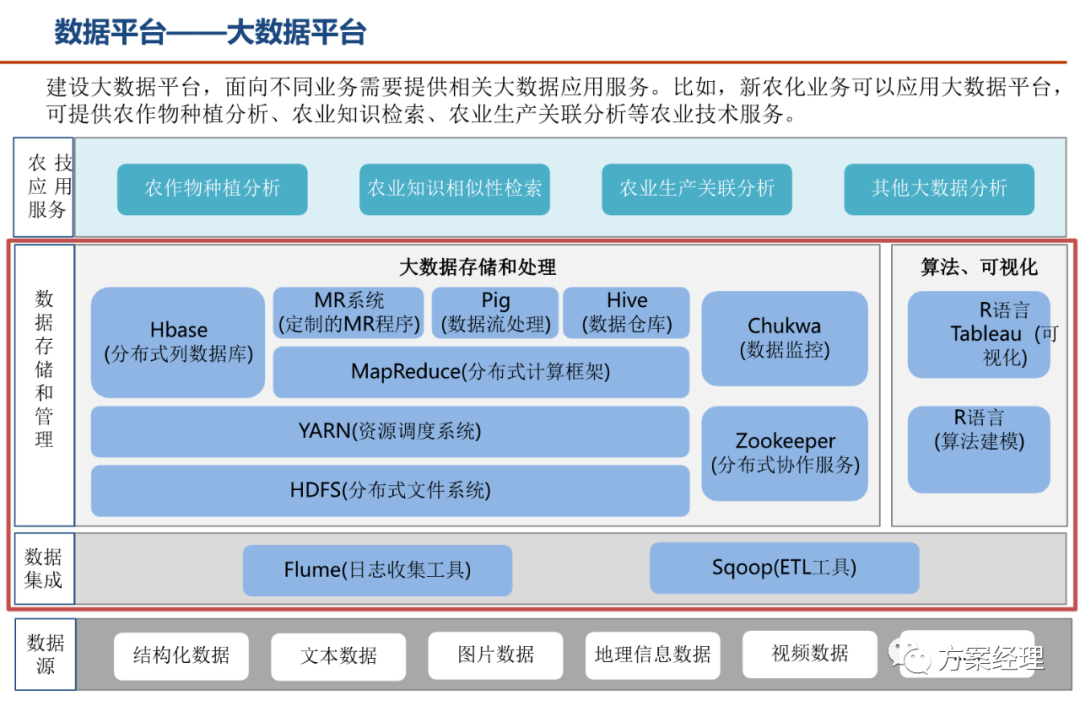 数据平台——大数据平台
建设大数据平台，面向不同业务需要提供相关大数据应用服务。比如，新农化业务可以应用大数据平台，
可提供农作物种植分析、农业知识检索、农业生产关联分析等农业技术服务。
农 技
应 用
服务
农作物种植分析
农业知识相似性检索
农业生产关联分析
其他大数据分析
数
据
存
储
和
管
理
大数据存储和处理
Hbase
(分布式列数据库)
MR系统
(定制的MR程序)
Pig
(数据流处理)
Hive
(数据仓库)
MapReduce(分布式计算框架)
YARN(资源调度系统)
HDFS(分布式文件系统)
Chukwa
(数据监控)
Zookeeper
(分布式协作服务)
算法、可视化
R语言
Tableau（可
视化）
R语言
(算法建模)
数据
集成
Flume(日志收集工具)
Sqoop(ETL工具)
数据
源
结构化数据
文本数据
图片数据
地理信息数据
视频数据
方案经理